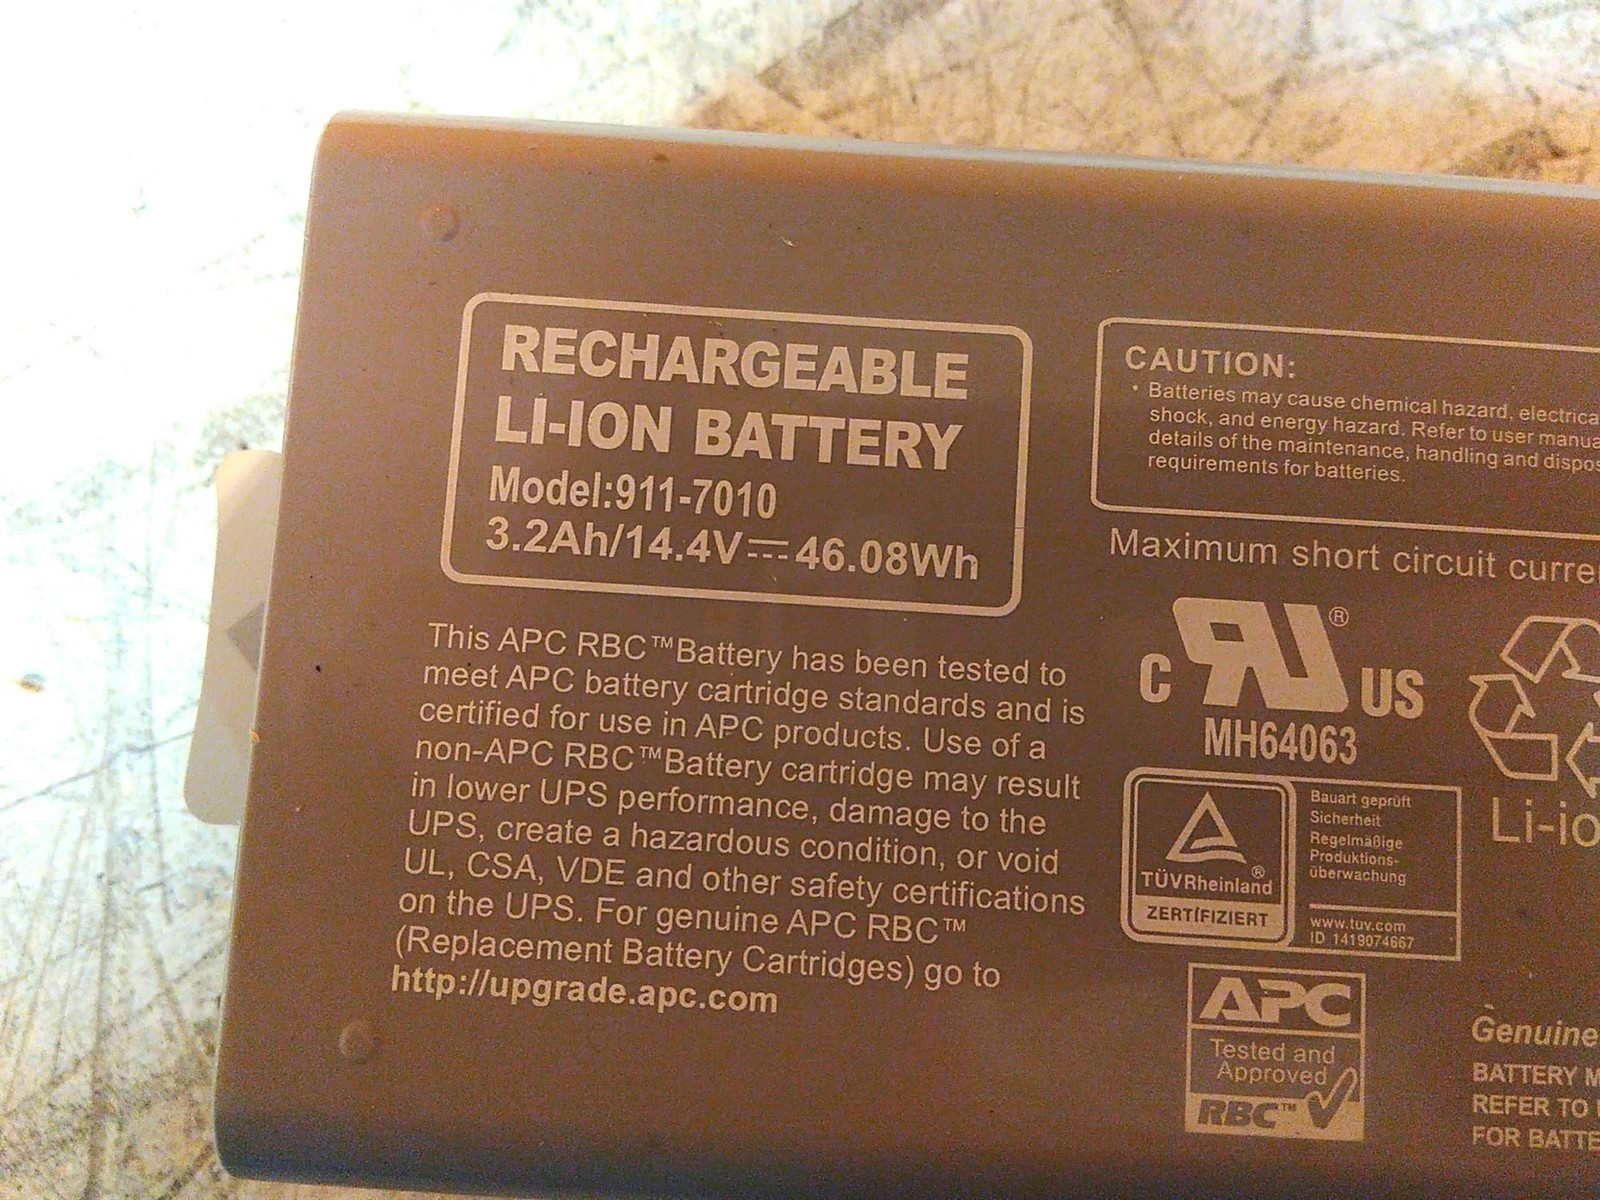 RECHARGEABLE
LI-ION BATTERY
Model:911-7010
3.2Ah/14.4V⎓46.08Wh
This APC RBC™Battery has been tested to
meet APC battery cartridge standards and is
certified for use in APC products. Use of a
non-APC RBC™Battery cartridge may result
in lower UPS performance, damage to the
UPS, create a hazardous condition, or void
UL, CSA, VDE and other safety certifications
on the UPS. For genuine APC RBC™
(Replacement Battery Cartridges) go to
http://upgrade.apc.com
CAUTION:
• Batteries may cause chemical hazard, electrica
shock, and energy hazard. Refer to user manua
details of the maintenance, handling and dispos
requirements for batteries.
Maximum short circuit curre
C RU® US
MH64063
Li-io
TÜVRheinland®
ZERTIFIZIERT
Bauart geprüft
Sicherheit
Regelmäßige
Produktions-
überwachung
www.tuv.com
ID 1419074667
APC
Tested and
Approved
RBC™
Genuine
BATTERY M
REFER TO
FOR BATTE